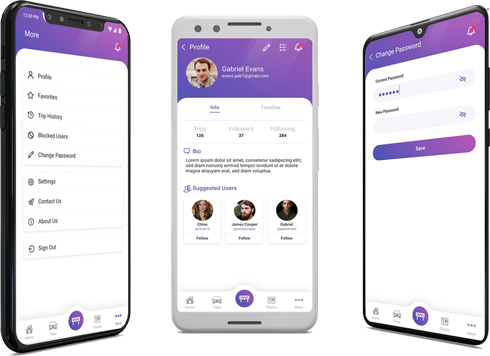 12:30 PM
More
Profile
Favorites
Trip History
Blocked Users
Change Password
Settings
Contact Us
About Us
Sign Out
Home
Trips
Places
More
Profile
Gabriel Evans
evans.gab7@gmail.com
Info
Timeline
Trips
126
Followers
37
Following
284
Bio
Lorem ipsum dolor sit amet, consetetur sadipscing elitr, sed diam nonumy eirmod tempor invidunt ut labore et dolore magna aliquyam erat, sed diam voluptua.
Suggested Users
Chloe
Follow
James Cooper
@jamescooper
Follow
Gabriel
Follow
Home
Trips
Places
More
Change Password
Current Password
New Password
Save
Home
Trips
Places
More